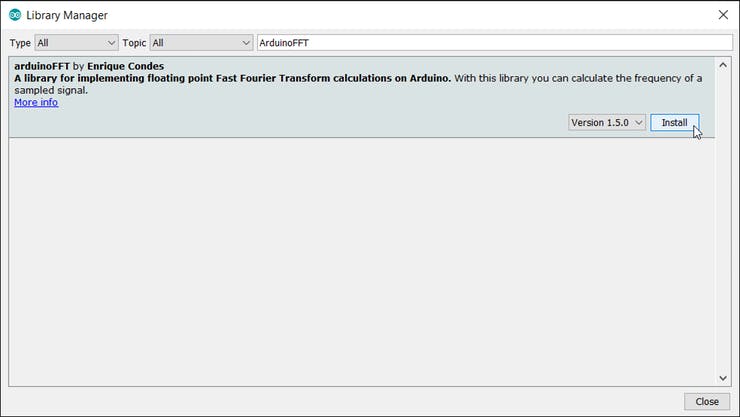 Library Manager
Type All Topic All ArduinoFFT
arduinoFFT by Enrique Condes
A library for implementing floating point Fast Fourier Transform calculations on Arduino. With this library you can calculate the frequency of a
sampled signal.
More info
Version 1.5.0 Install
Close